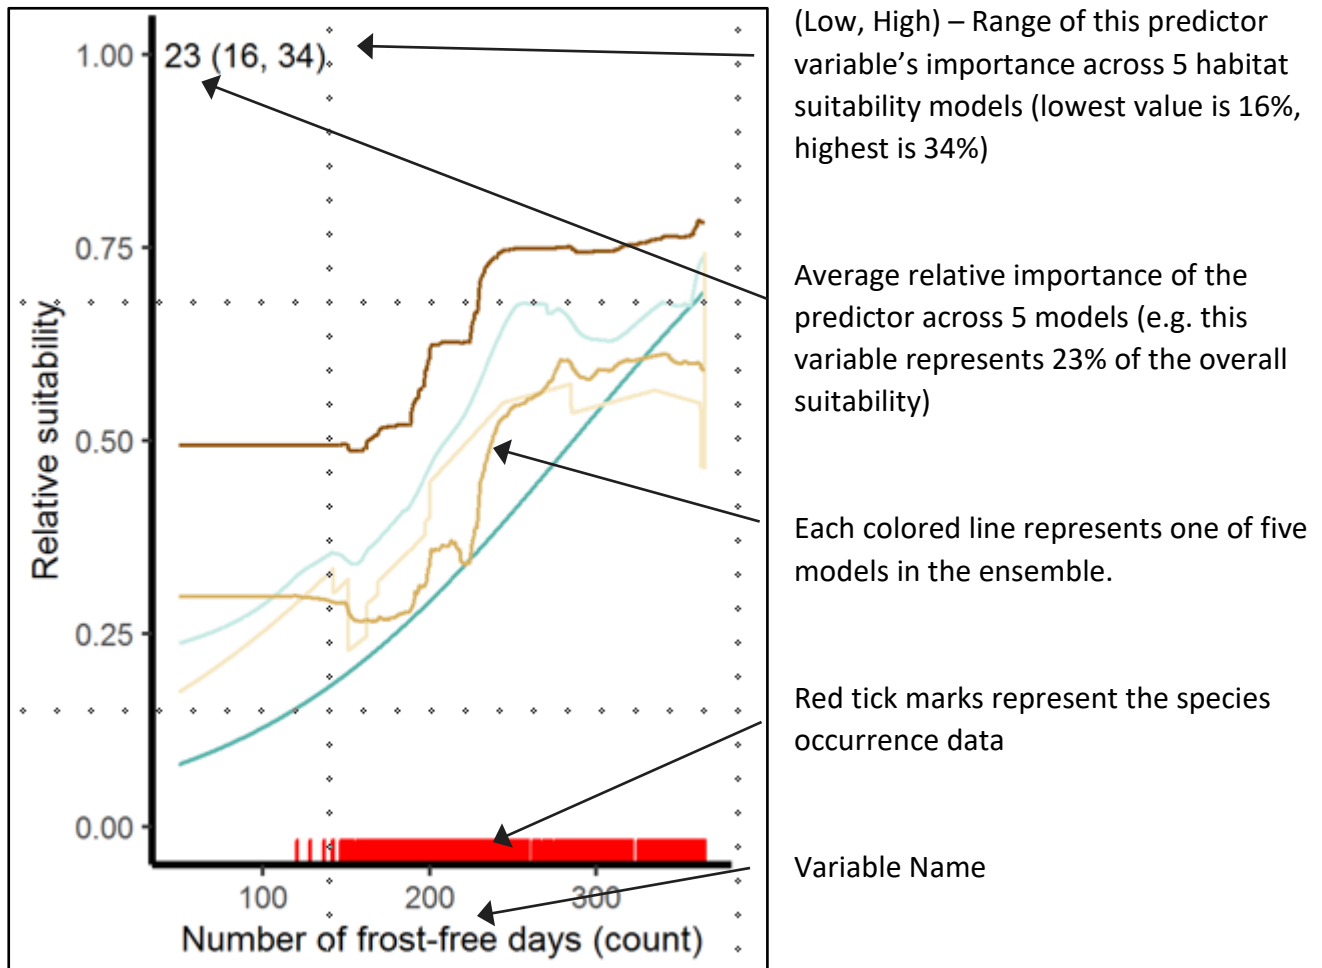 (Low, High) – Range of this predictor
variable's importance across 5 habitat
suitability models (lowest value is 16%,
highest is 34%)
Average relative importance of the
predictor across 5 models (e.g. this
variable represents 23% of the overall
suitability)
Each colored line represents one of five
models in the ensemble.
Red tick marks represent the species
occurrence data
Variable Name
23 (16, 34)
1.00
0.75
0.50
0.25
0.00
Relative suitability
100 200 300
Number of frost-free days (count)